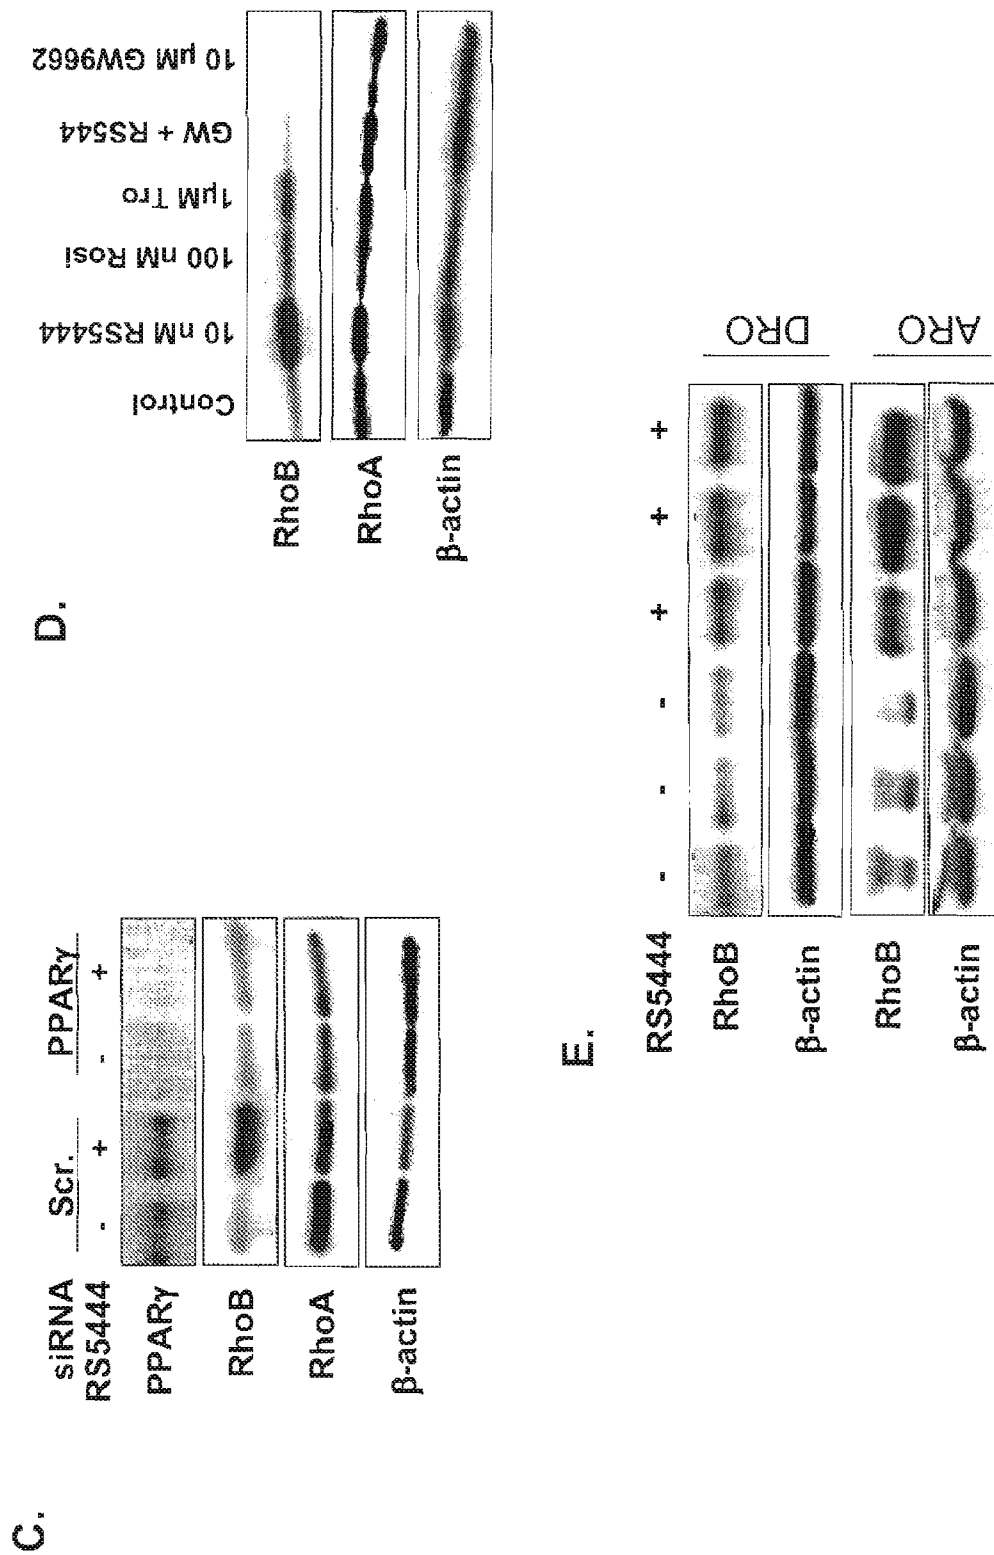 C.
siRNA Scr. PPARγ
RS5444 - + - +
PPARγ
RhoB
RhoA
β-actin
D.
Control
10 nM RS5444
100 nM Rosi
1µM Tro
GW + RS544
10 µM GW9662
RhoB
RhoA
β-actin
E.
RS5444 - - - + + +
RhoB
β-actin
DRO
RhoB
β-actin
ARO